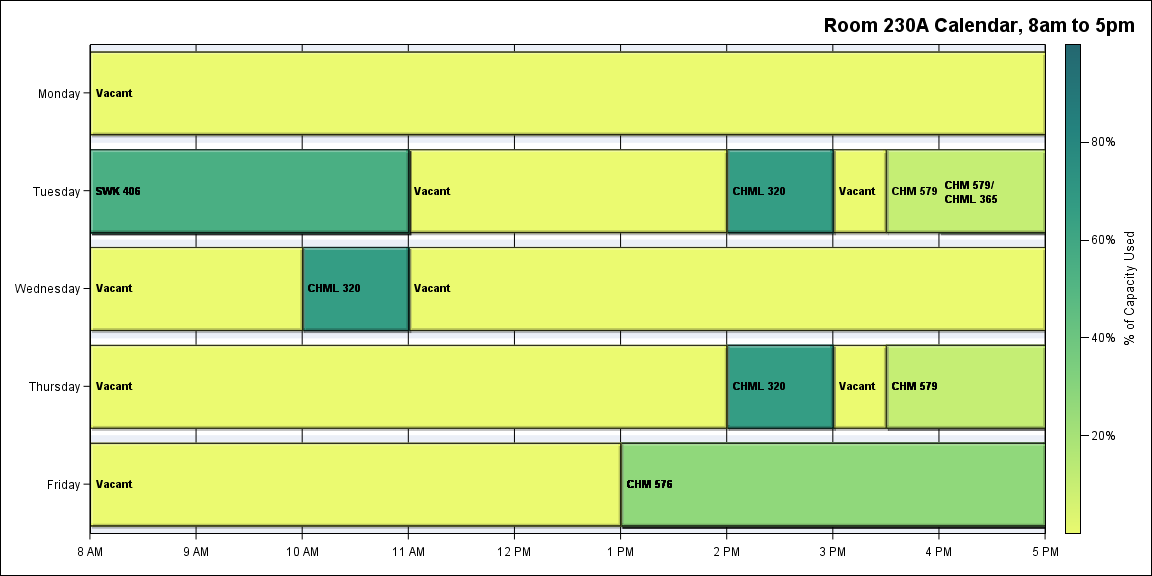 Room 230A Calendar, 8am to 5pm
Monday
Vacant
Tuesday
SWK 406
Vacant
CHML 320
Vacant
CHM 579
CHM 579/
CHML 365
Wednesday
Vacant
CHML 320
Vacant
Thursday
Vacant
CHML 320
Vacant
CHM 579
Friday
Vacant
CHM 576
8 AM
9 AM
10 AM
11 AM
12 PM
1 PM
2 PM
3 PM
4 PM
5 PM
80%
60%
40%
20%
% of Capacity Used